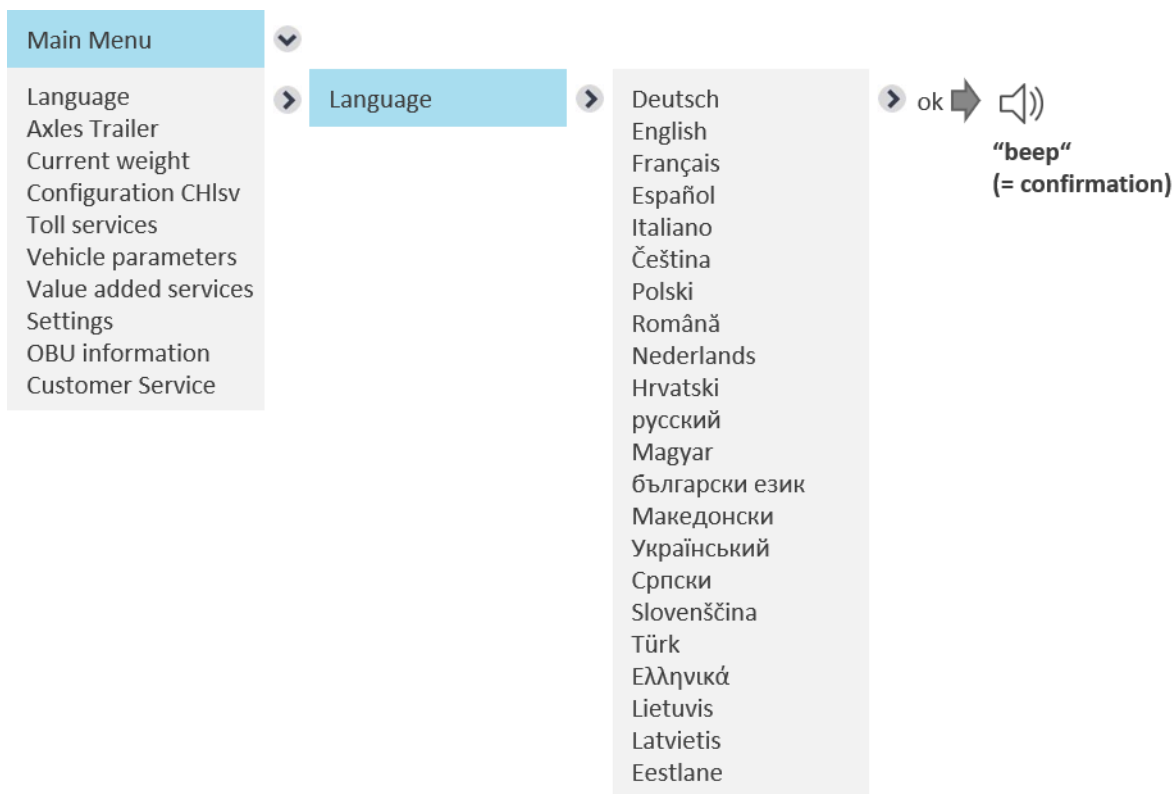 Main Menu
Language
Axles Trailer
Current weight
Configuration CHlsv
Toll services
Vehicle parameters
Value added services
Settings
OBU information
Customer Service
Language
Deutsch
English
Français
Español
Italiano
Čeština
Polski
Română
Nederlands
Hrvatski
русский
Magyar
български език
Македонски
Український
Српски
Slovenščina
Türk
Ελληνικά
Lietuvis
Latvietis
Eestlane
ok
“beep“
(= confirmation)